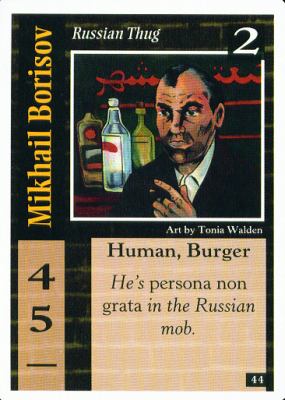 Russian Thug
2
Mikhail Borisov
Art by Tonia Walden
4
5
—
Human, Burger
He's persona non
grata in the Russian
mob.
44